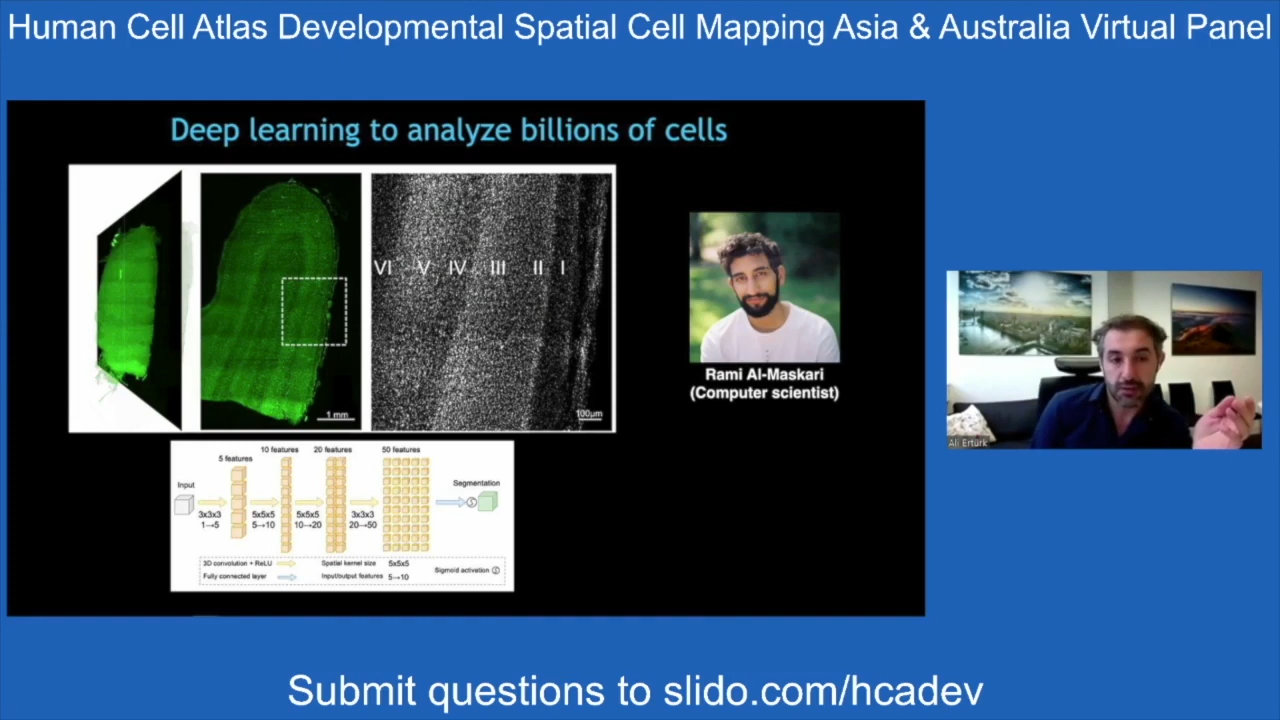 Human Cell Atlas Developmental Spatial Cell Mapping Asia & Australia Virtual Panel
Deep learning to analyze billions of cells
VI V IV III II I
1 mm
100µm
Rami Al-Maskari
(Computer scientist)
Ali Ertürk
5 features
10 features
20 features
50 features
Input
Segmentation
3x3x3
1→5
5x5x5
5→10
5x5x5
10→20
3x3x3
20→50
S
3D convolution + ReLU
Spatial kernel size 5x5x5
Fully connected layer
Input/output features 5→10
Sigmoid activation S
Submit questions to slido.com/hcadev